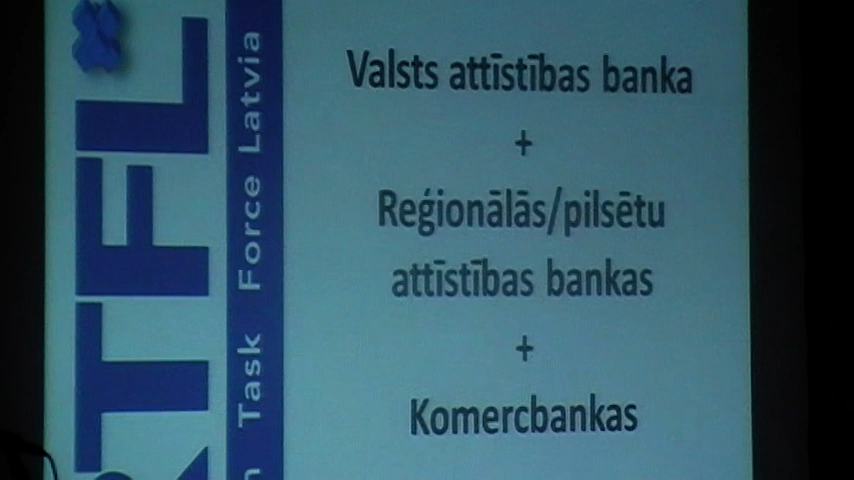 Valsts attīstības banka
+
Reģionālās/pilsētu
attīstības bankas
+
Komercbankas
TFL
Task Force Latvia